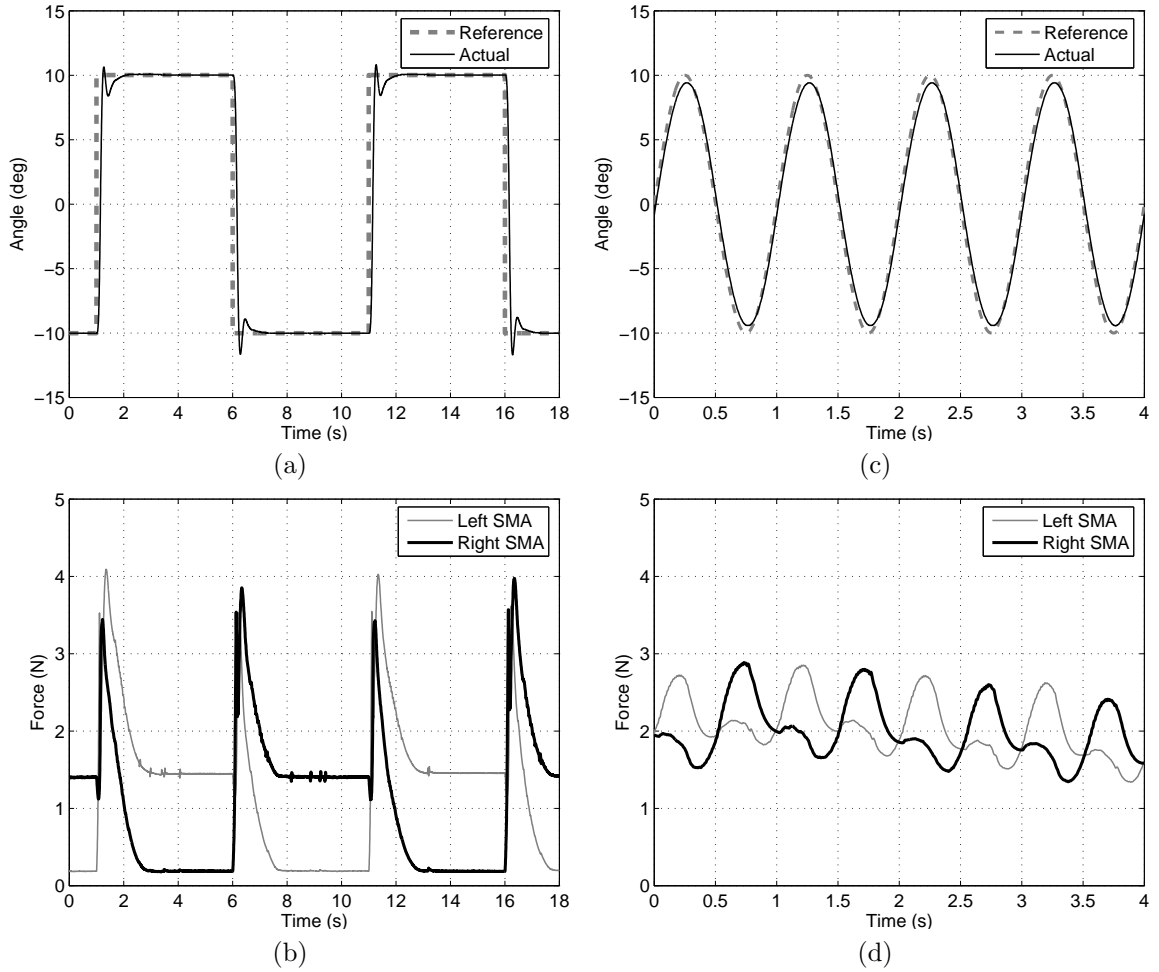 Reference
Actual
15
10
5
0
−5
−10
−15
Angle (deg)
0 2 4 6 8 10 12 14 16 18
Time (s)
(a)
Reference
Actual
15
10
5
0
−5
−10
−15
Angle (deg)
0 0.5 1 1.5 2 2.5 3 3.5 4
Time (s)
(c)
Left SMA
Right SMA
5
4
3
2
1
0
Force (N)
0 2 4 6 8 10 12 14 16 18
Time (s)
(b)
Left SMA
Right SMA
5
4
3
2
1
0
Force (N)
0 0.5 1 1.5 2 2.5 3 3.5 4
Time (s)
(d)